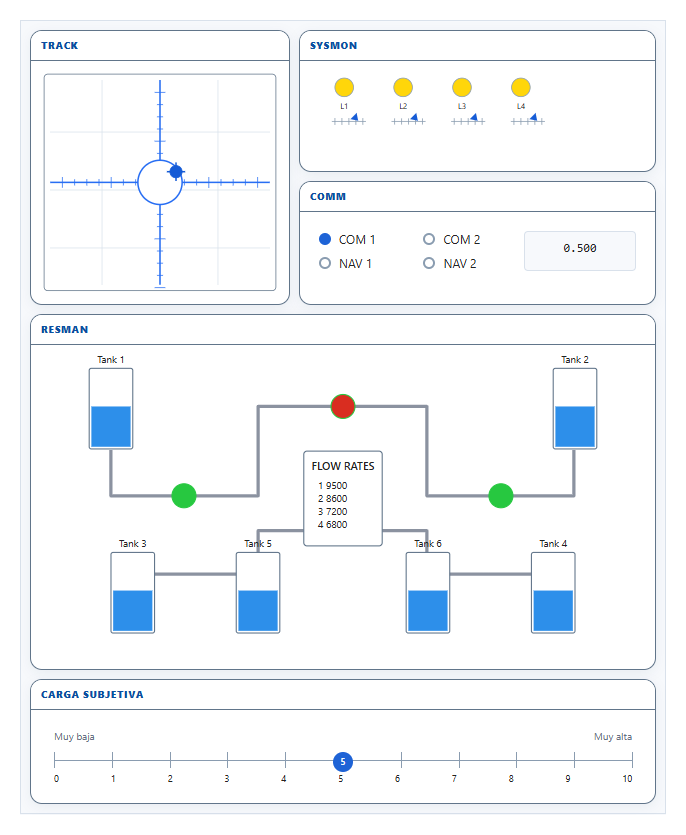 TRACK
SYSMON
L1 L2 L3 L4
COMM
COM 1 COM 2
0.500
NAV 1 NAV 2
RESMAN
Tank 1 Tank 2
FLOW RATES
1 9500
2 8600
3 7200
4 6800
Tank 3 Tank 5 Tank 6 Tank 4
CARGA SUBJETIVA
Muy baja Muy alta
5
0 1 2 3 4 5 6 7 8 9 10